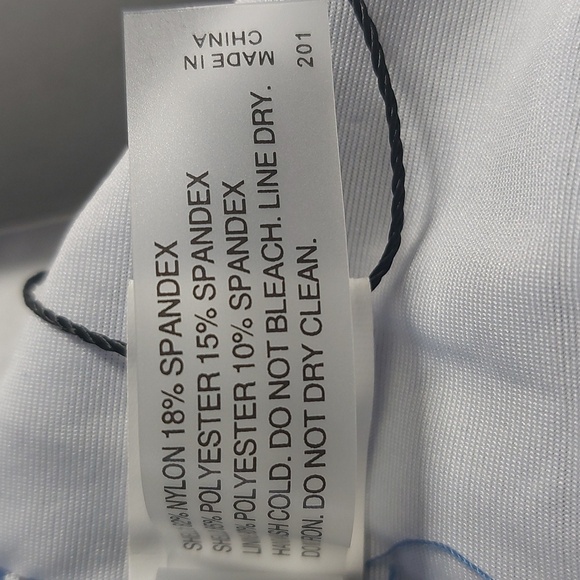 NYLON 18% SPANDEX
POLYESTER 15% SPANDEX
POLYESTER 10% SPANDEX
COLD. DO NOT BLEACH. LINE DRY.
DO NOT DRY CLEAN.
MADE IN
CHINA
201